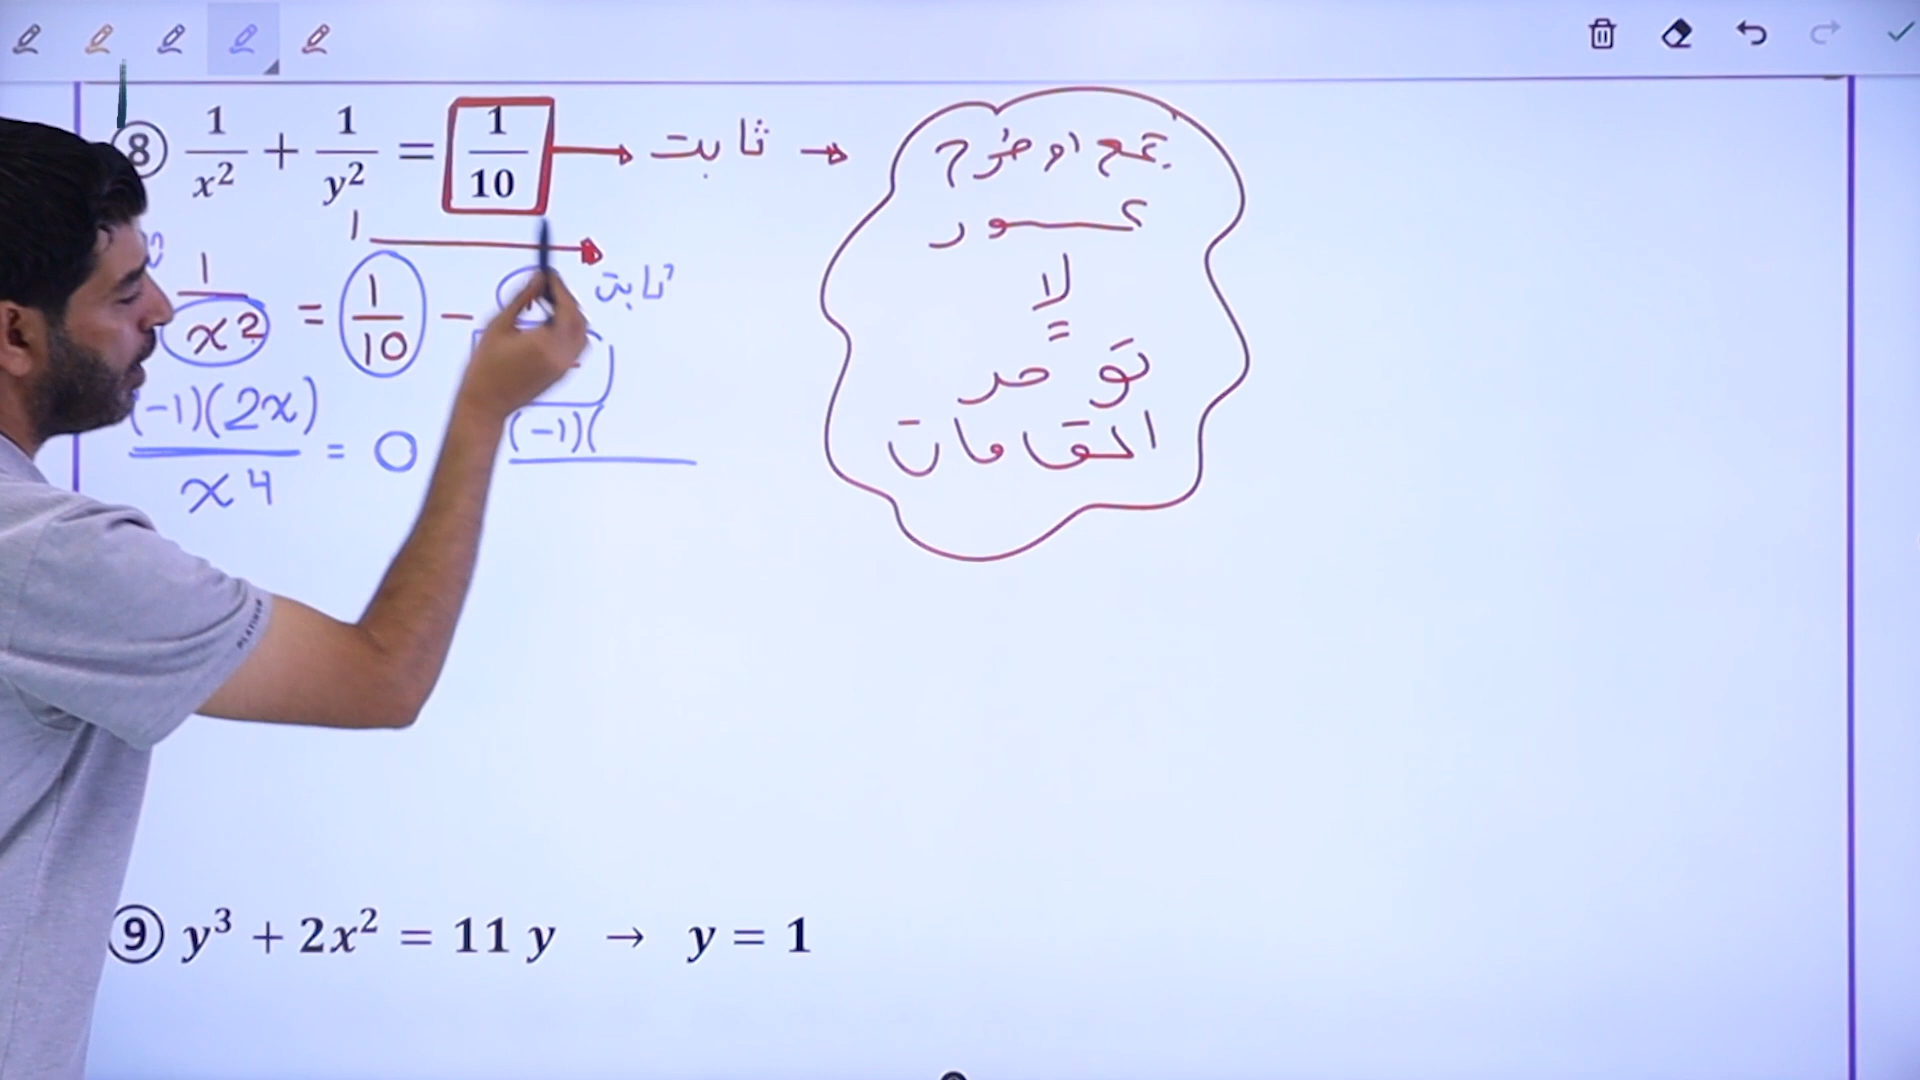 ⑧ 1/x² + 1/y² = 1/10 → ثابت → جمع او طرح
كسور
لا
توحد
المقامات
1
1/x² = 1/10 −
ثابت
(-1)(2x)/x⁴ = 0
(-1)(
⑨ y³ + 2x² = 11 y → y = 1
PLATINUM